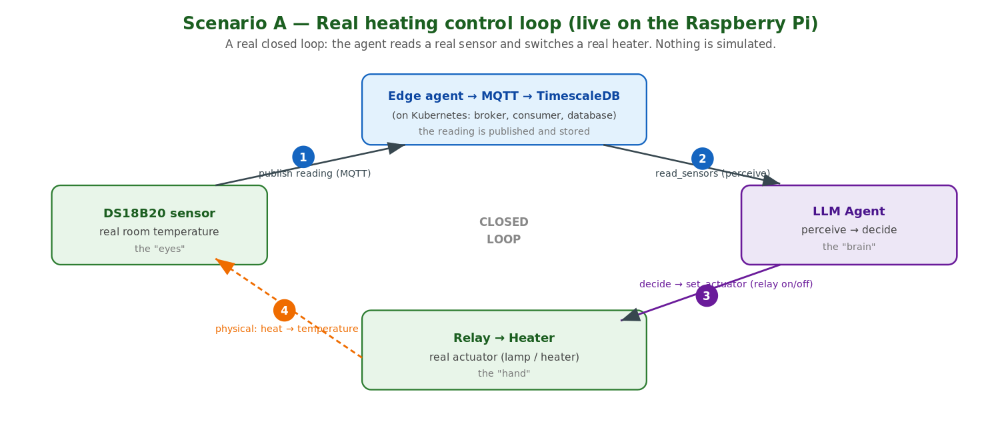 Scenario A — Real heating control loop (live on the Raspberry Pi)
A real closed loop: the agent reads a real sensor and switches a real heater. Nothing is simulated.
Edge agent → MQTT → TimescaleDB
(on Kubernetes: broker, consumer, database)
the reading is published and stored
1
publish reading (MQTT)
2
read_sensors (perceive)
DS18B20 sensor
real room temperature
the "eyes"
CLOSED
LOOP
LLM Agent
perceive → decide
the "brain"
decide → set_actuator (relay on/off)
3
4
physical: heat → temperature
Relay → Heater
real actuator (lamp / heater)
the "hand"